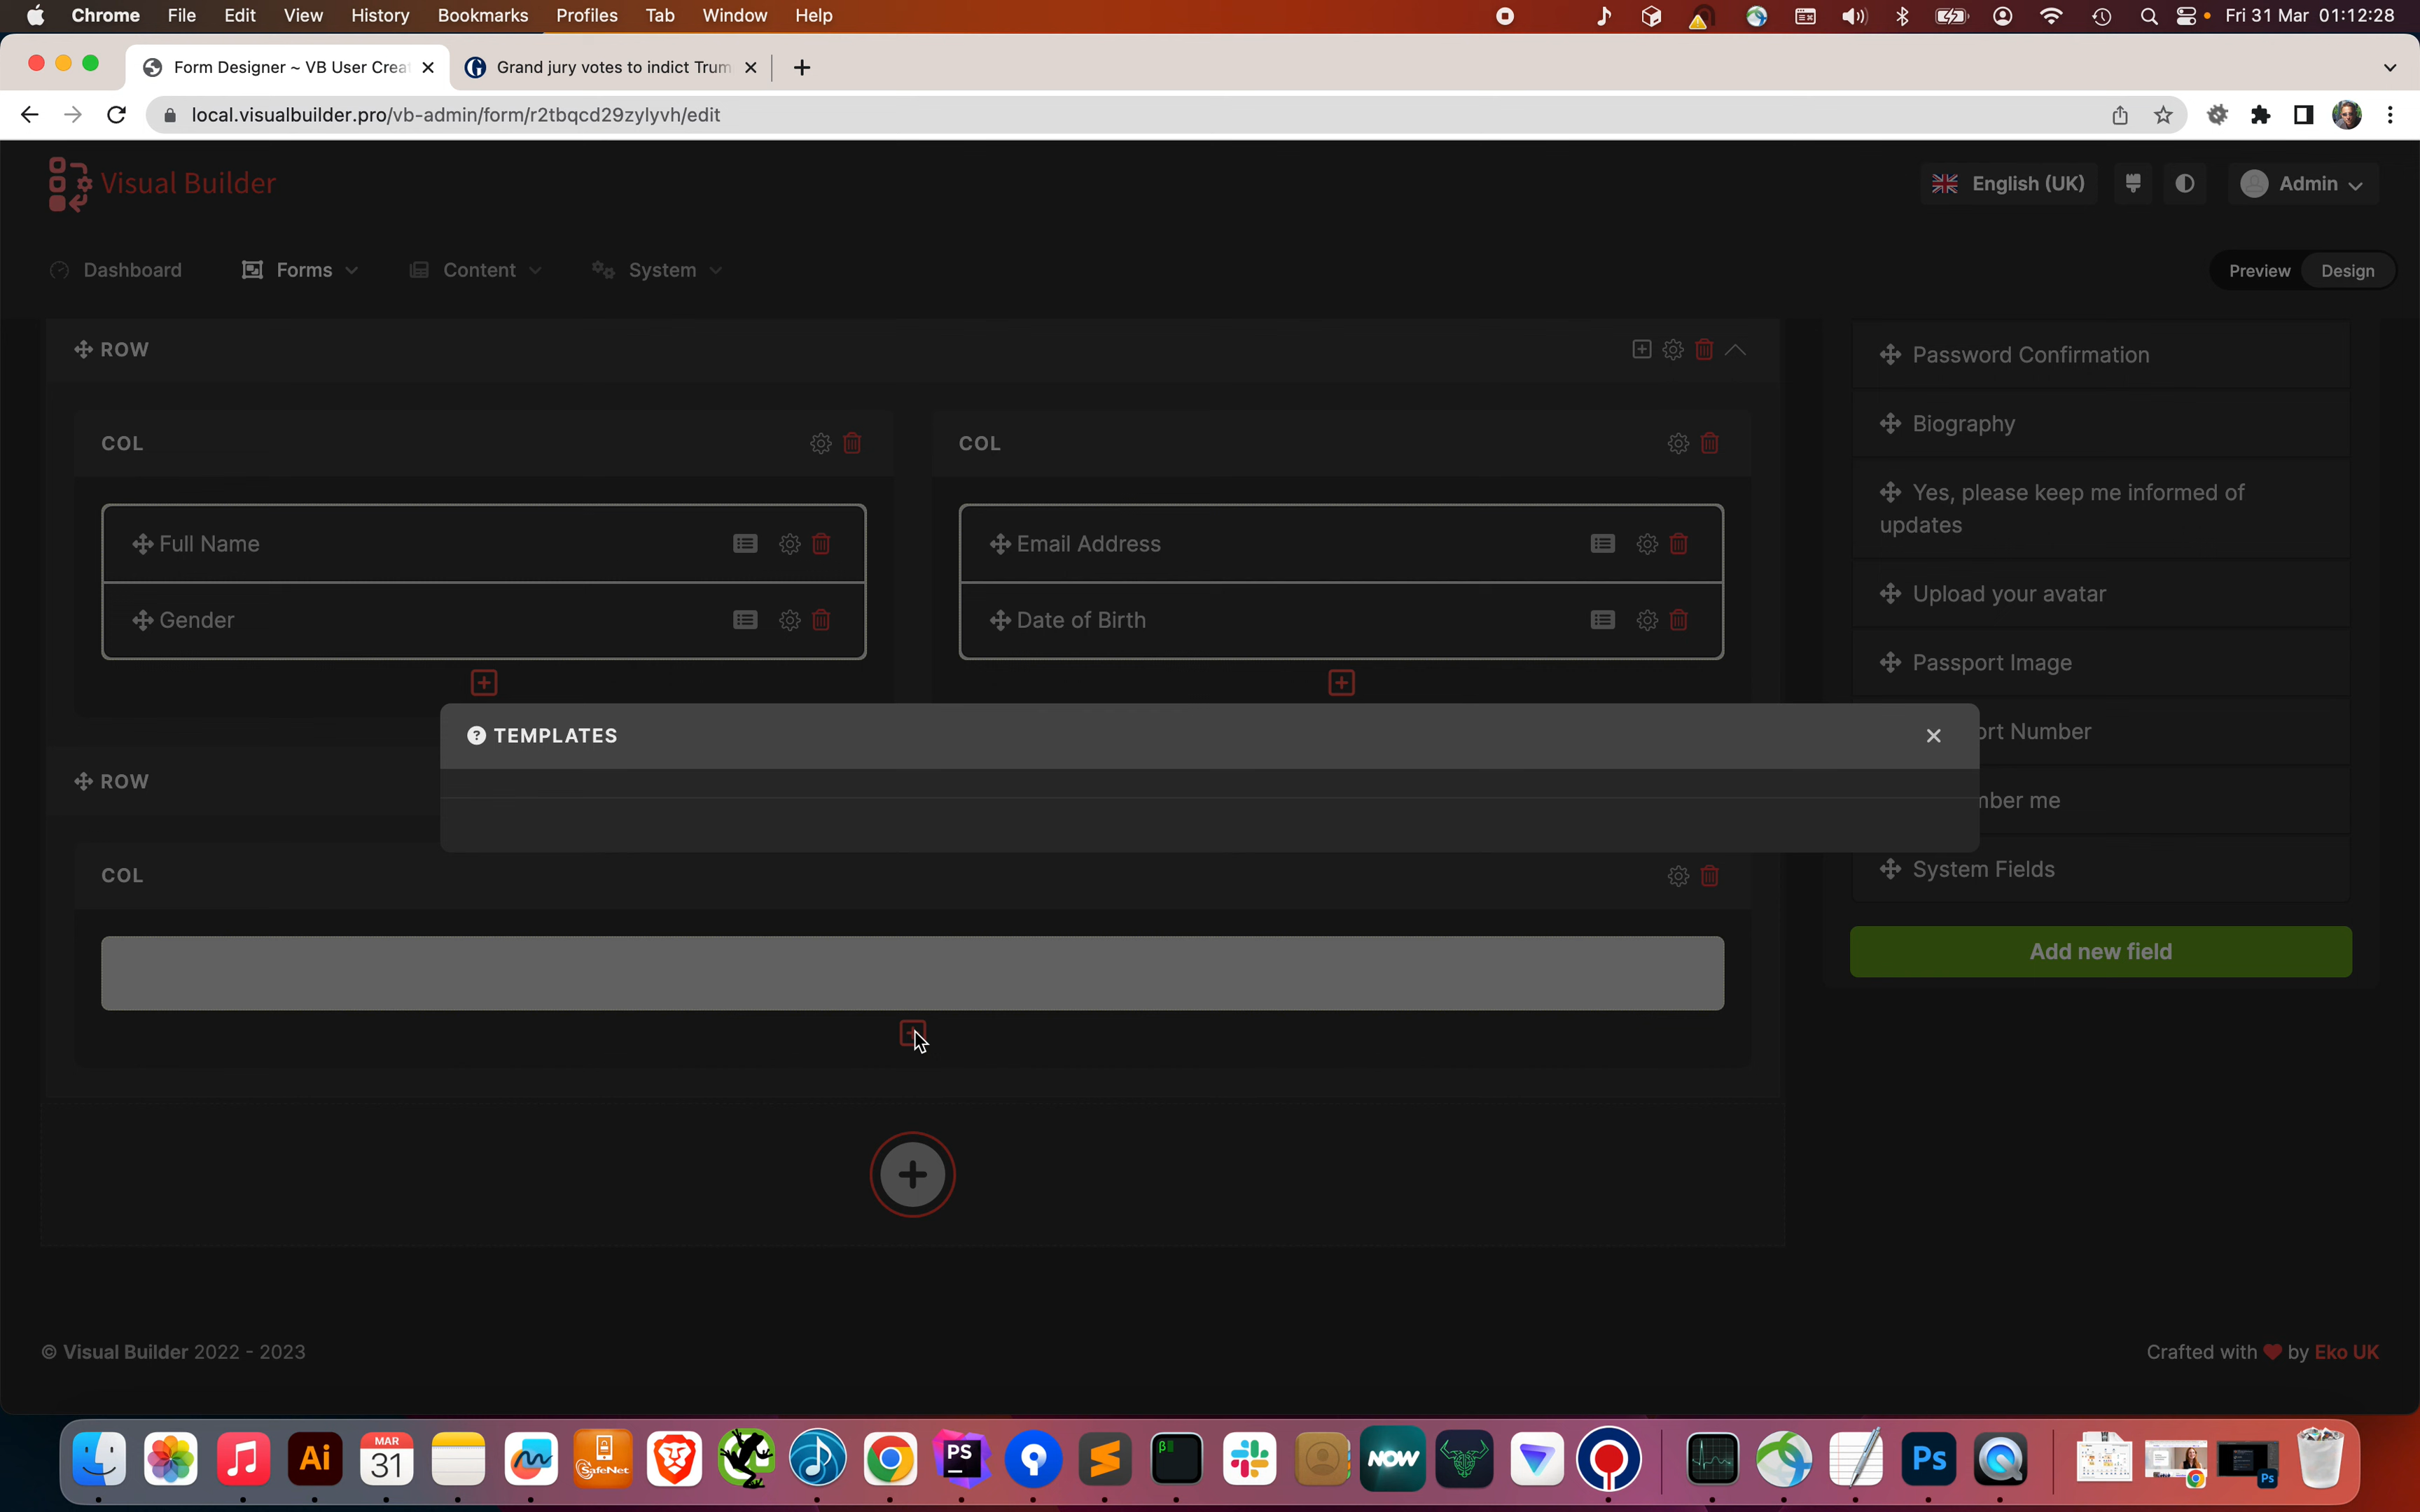 Chrome File Edit View History Bookmarks Profiles Tab Window Help Fri 31 Mar 01:12:28
Form Designer ~ VB User Crea Grand jury votes to indict Trum
local.visualbuilder.pro/vb-admin/form/r2tbqcd29zylyvh/edit
Visual Builder English (UK) Admin
Dashboard Forms Content System Preview Design
ROW
Password Confirmation
COL COL
Biography
Full Name Email Address
Yes, please keep me informed of
updates
Gender Date of Birth
Upload your avatar
Passport Image
TEMPLATES
ort Number
ROW
mber me
COL
System Fields
Add new field
© Visual Builder 2022 - 2023 Crafted with by Eko UK
Ai
MAR
31
SafeNet
PS
NOW
Ps
Ps